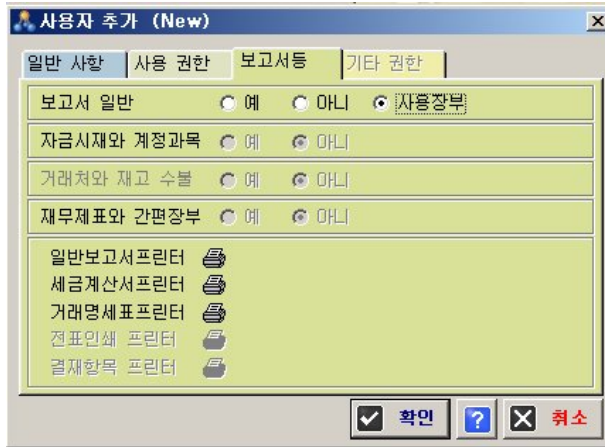 사용자 추가 (New)
일반 사항 사용 권한 보고서등 기타 권한
보고서 일반 예 아니 사용장부
자금시재와 계정과목 예 아니
거래처와 재고 수불 예 아니
재무제표와 간편장부 예 아니
일반보고서프린터
세금계산서프린터
거래명세표프린터
전표인쇄 프린터
결재항목 프린터
확인 ? 취소